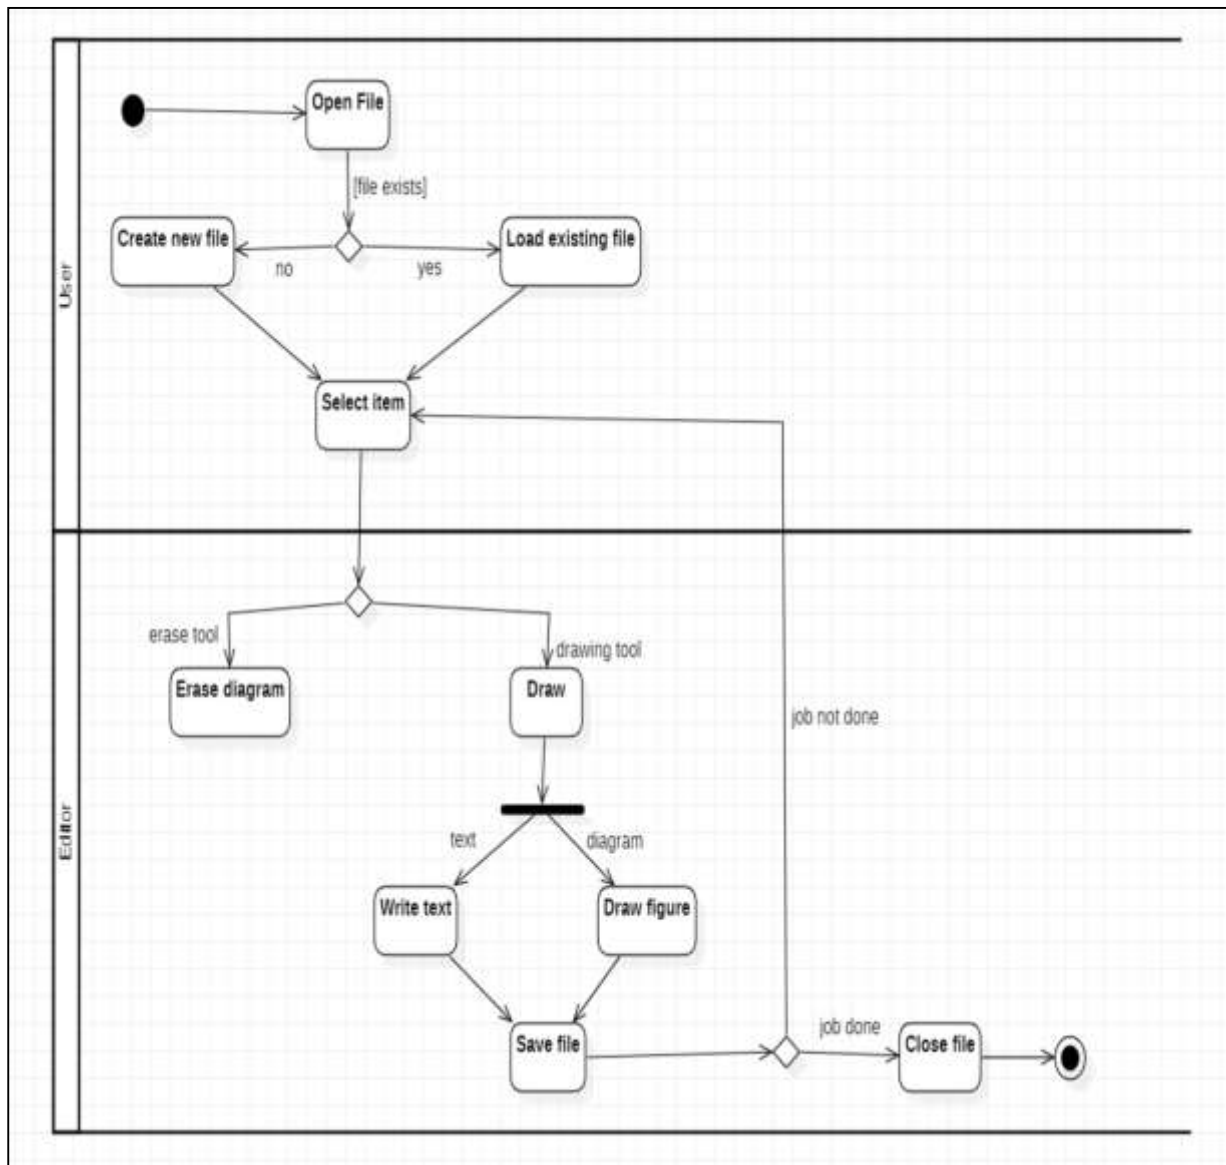 Open File
[file exists]
Create new file
Load existing file
no
yes
User
Select item
erase tool
drawing tool
Erase diagram
Draw
job not done
Editor
text
diagram
Write text
Draw figure
job done
Save file
Close file